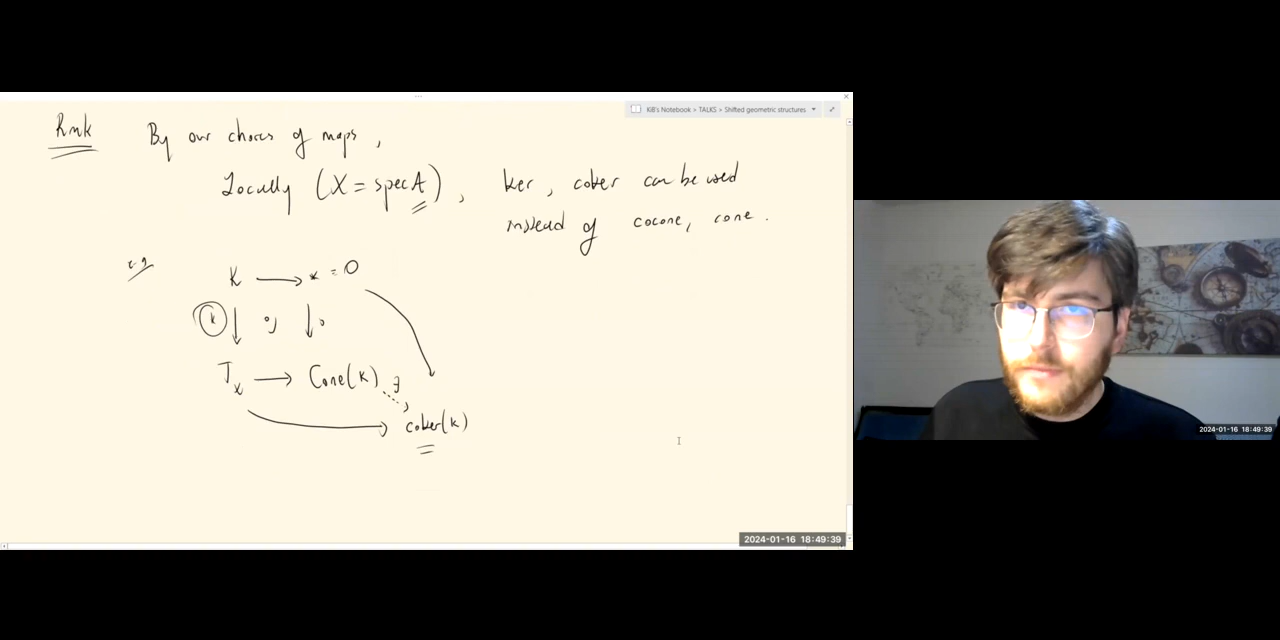 KiB's Notebook > TALKS > Shifted geometric structures
Rmk By our choices of maps,
Locally (X = spec A), ker, coker can be used
instead of cocone, cone.
e.g.
K → * = 0
k 0
T_X → Cone(k) ∃
coker(k)
2024-01-16 18:49:39
2024-01-16 18:49:39